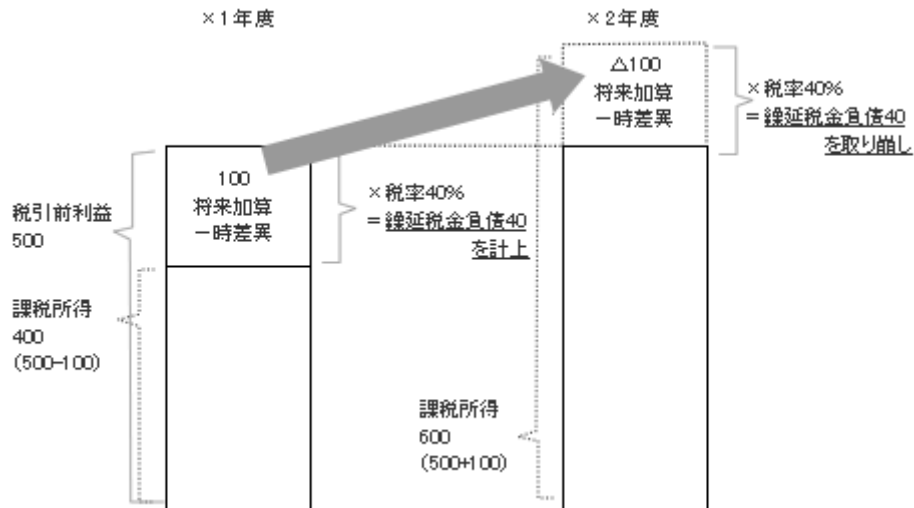 ×1年度
×2年度
△100
将来加算
一時差異
×税率40%
=繰延税金負債40
を取り崩し
100
将来加算
一時差異
×税率40%
=繰延税金負債40
を計上
税引前利益
500
課税所得
400
(500-100)
課税所得
600
(500+100)